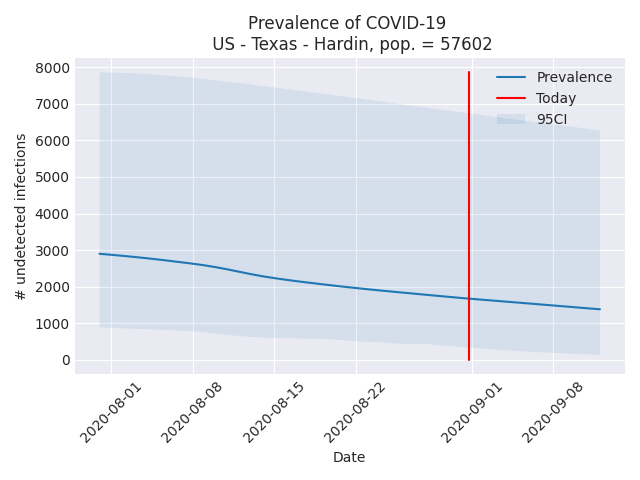 Prevalence of COVID-19
US - Texas - Hardin, pop. = 57602
8000
7000
6000
5000
4000
3000
2000
1000
0
# undetected infections
Prevalence
Today
95CI
2020-08-01
2020-08-08
2020-08-15
2020-08-22
2020-09-01
2020-09-08
Date